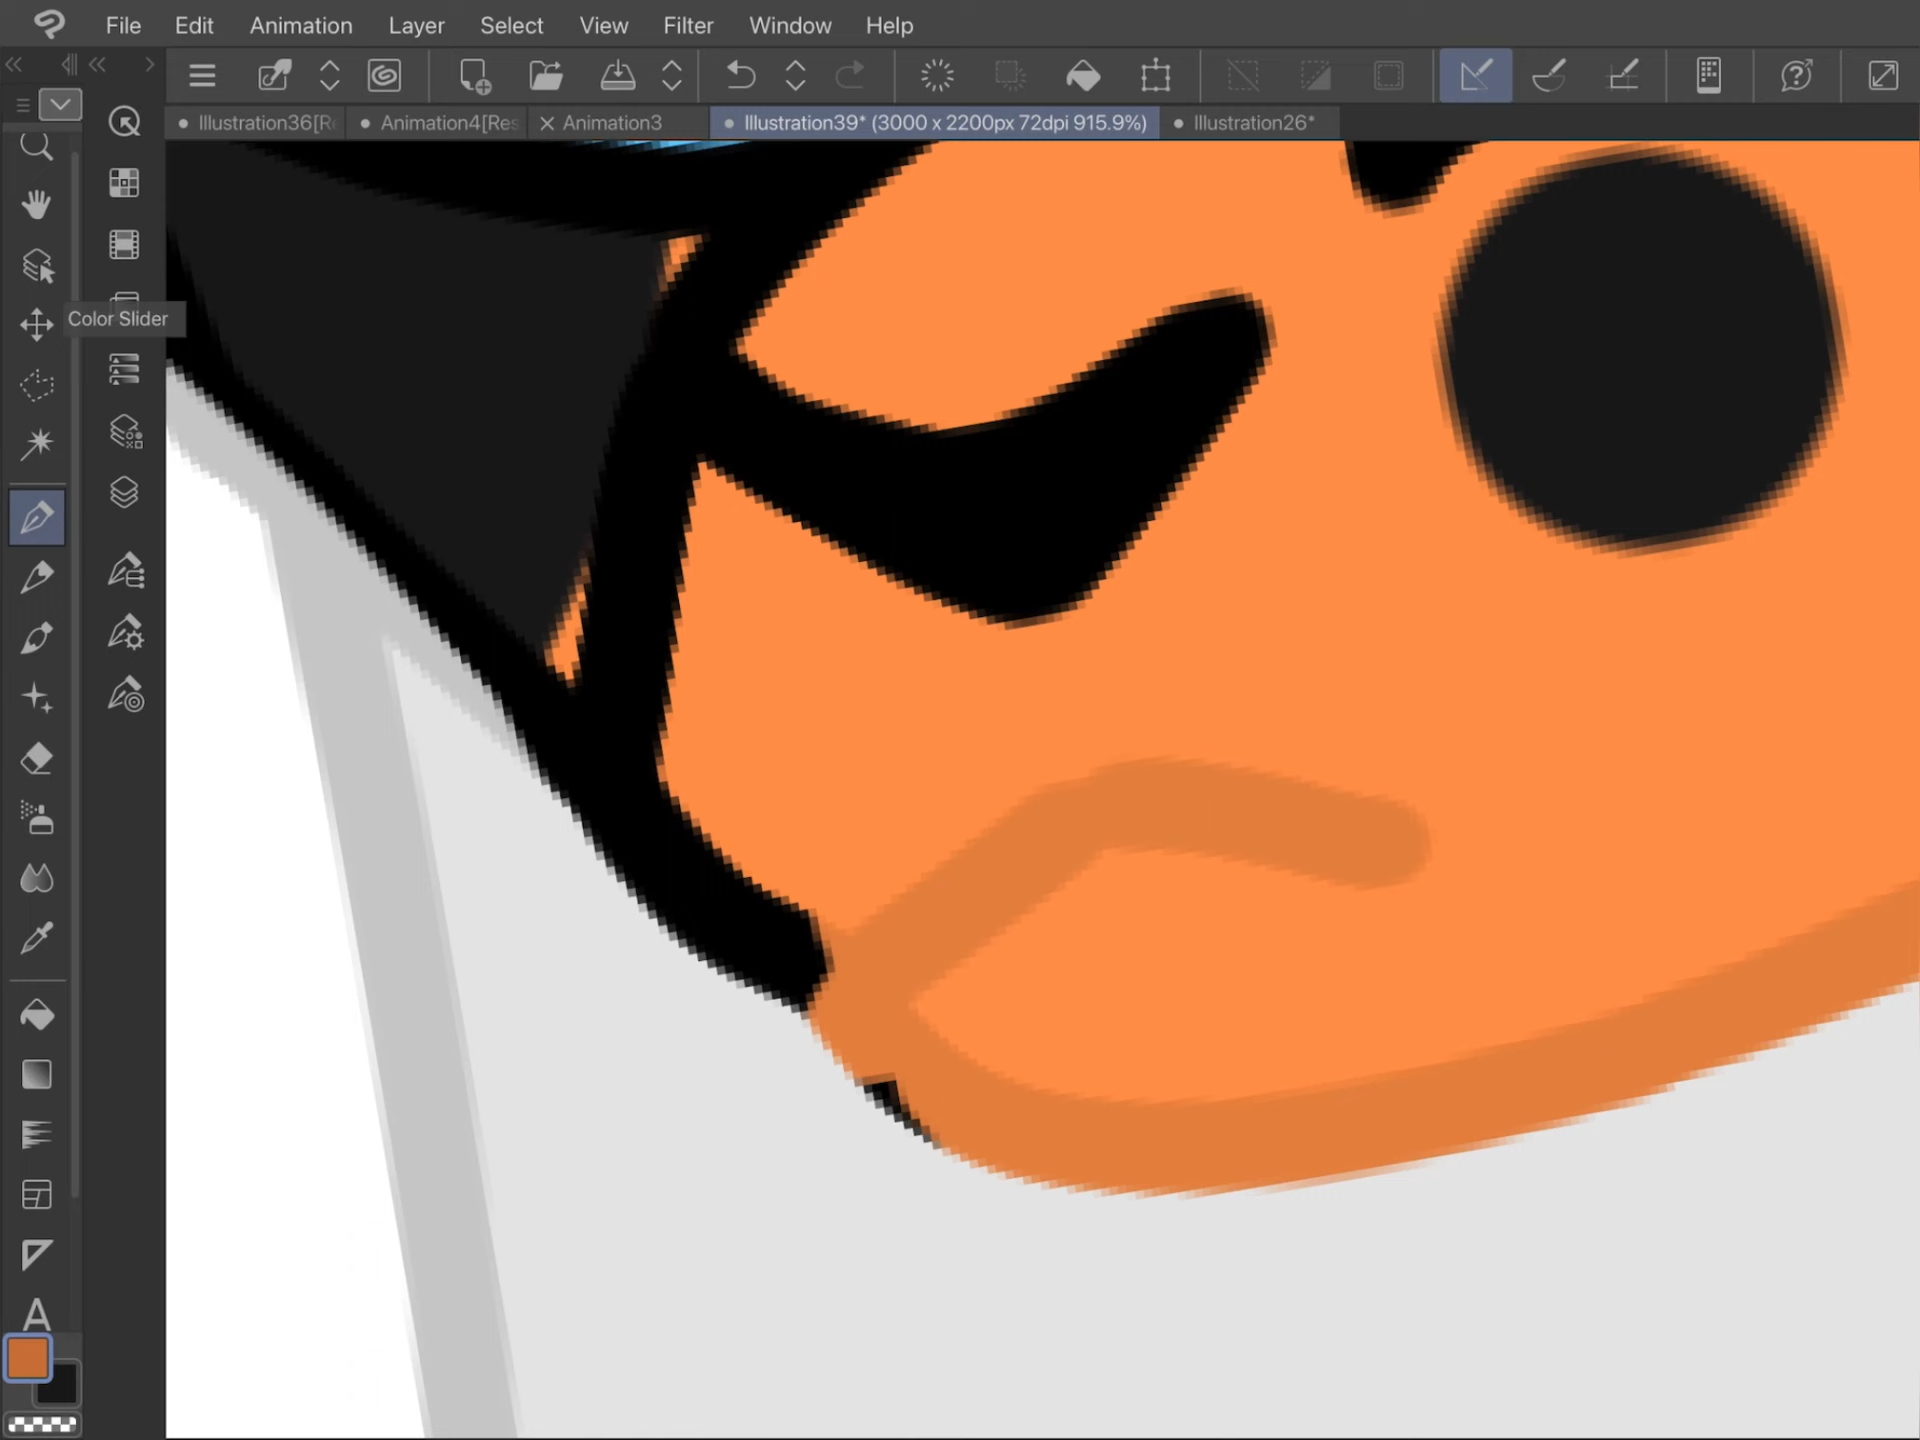 File Edit Animation Layer Select View Filter Window Help
Illustration36[Re Animation4[Res Animation3 Illustration39* (3000 x 2200px 72dpi 915.9%) Illustration26*
Color Slider
A